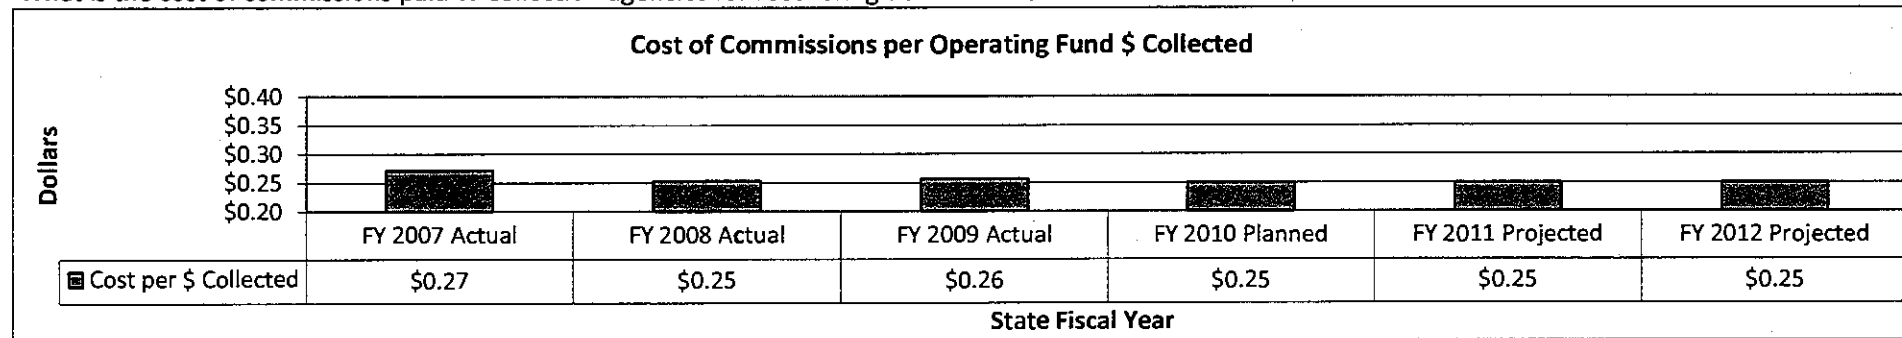 Cost of Commissions per Operating Fund $ Collected
Dollars
$0.40
$0.35
$0.30
$0.25
$0.20
FY 2007 Actual FY 2008 Actual FY 2009 Actual FY 2010 Planned FY 2011 Projected FY 2012 Projected
Cost per $ Collected $0.27 $0.25 $0.26 $0.25 $0.25 $0.25
State Fiscal Year